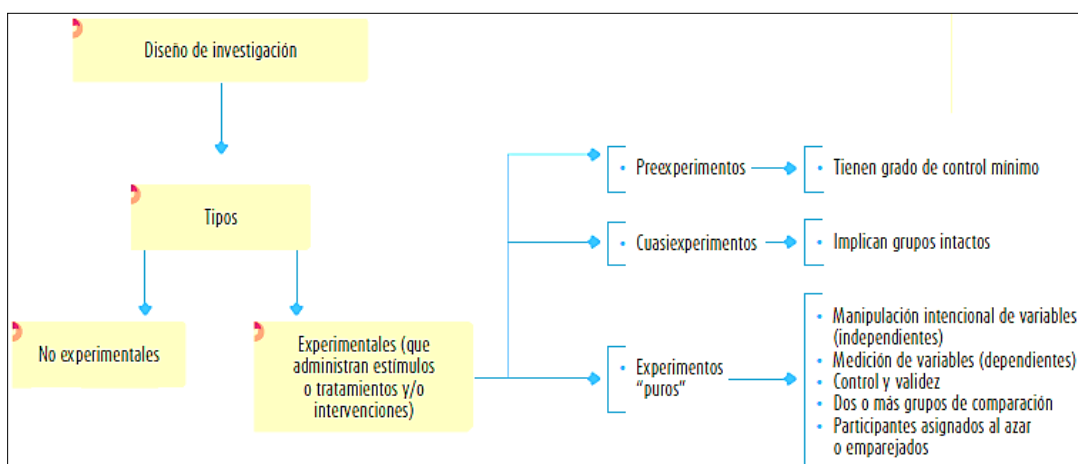 Diseño de investigación
Tipos
No experimentales
Experimentales (que
administran estímulos
o tratamientos y/o
intervenciones)
• Preexperimentos
• Tienen grado de control mínimo
• Cuasiexperimentos
• Implican grupos intactos
• Experimentos
“puros”
• Manipulación intencional de variables
(independientes)
• Medición de variables (dependientes)
• Control y validez
• Dos o más grupos de comparación
• Participantes asignados al azar
o emparejados